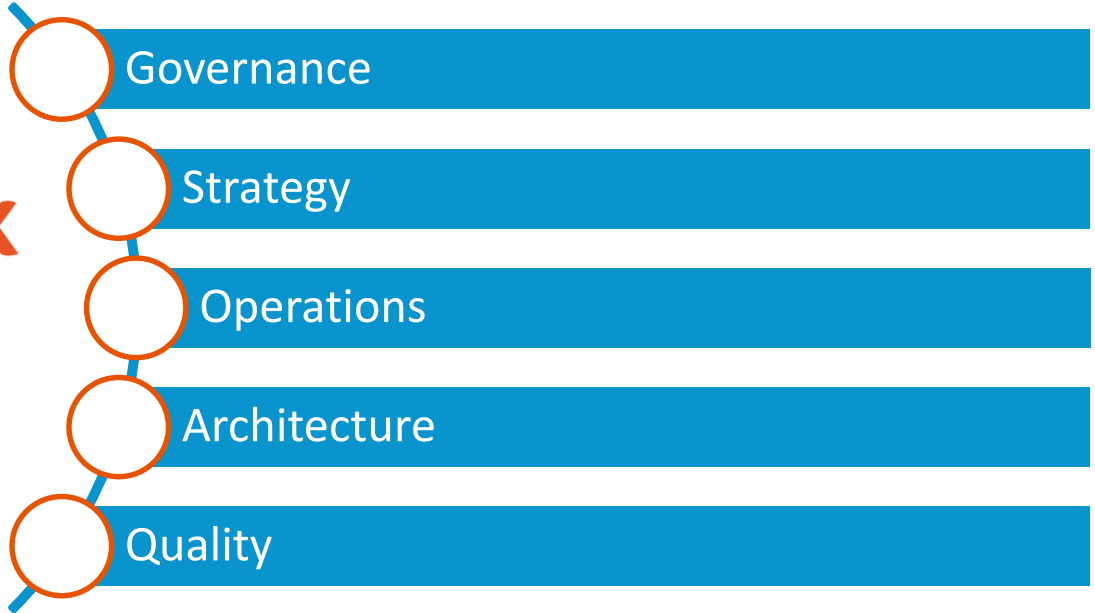 Governance
Strategy
Operations
Architecture
Quality